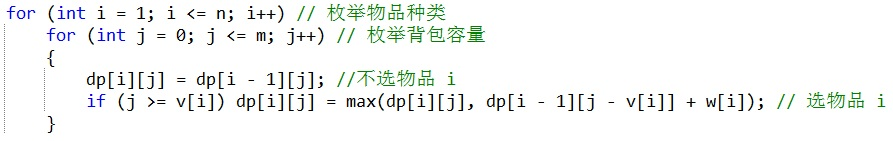 for (int i = 1; i <= n; i++) // 枚举物品种类
    for (int j = 0; j <= m; j++) // 枚举背包容量
    {
        dp[i][j] = dp[i - 1][j]; //不选物品 i
        if (j >= v[i]) dp[i][j] = max(dp[i][j], dp[i - 1][j - v[i]] + w[i]); // 选物品 i
    }